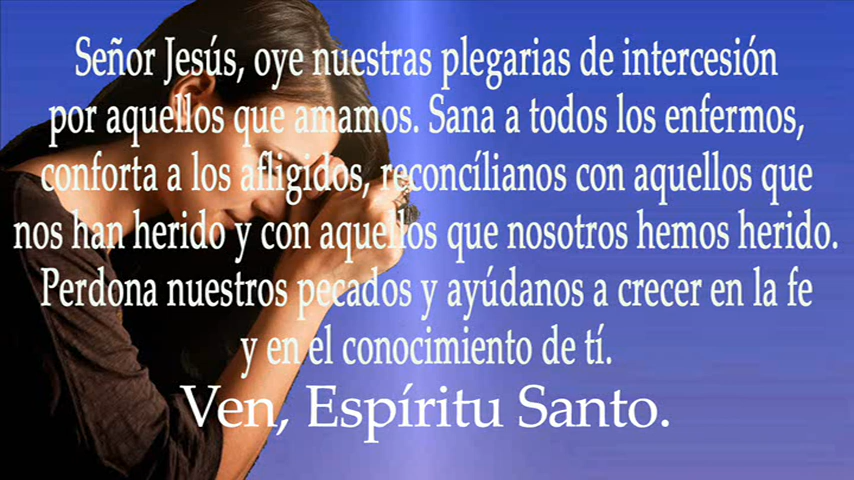 Señor Jesús, oye nuestras plegarias de intercesión
por aquellos que amamos. Sana a todos los enfermos,
conforta a los afligidos, reconcílianos con aquellos que
nos han herido y con aquellos que nosotros hemos herido.
Perdona nuestros pecados y ayúdanos a crecer en la fe
y en el conocimiento de tí.
Ven, Espíritu Santo.